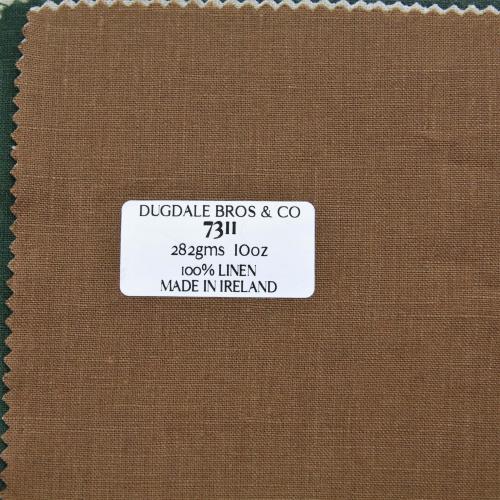 DUGDALE BROS & CO
7311
282gms 10oz
100% LINEN
MADE IN IRELAND